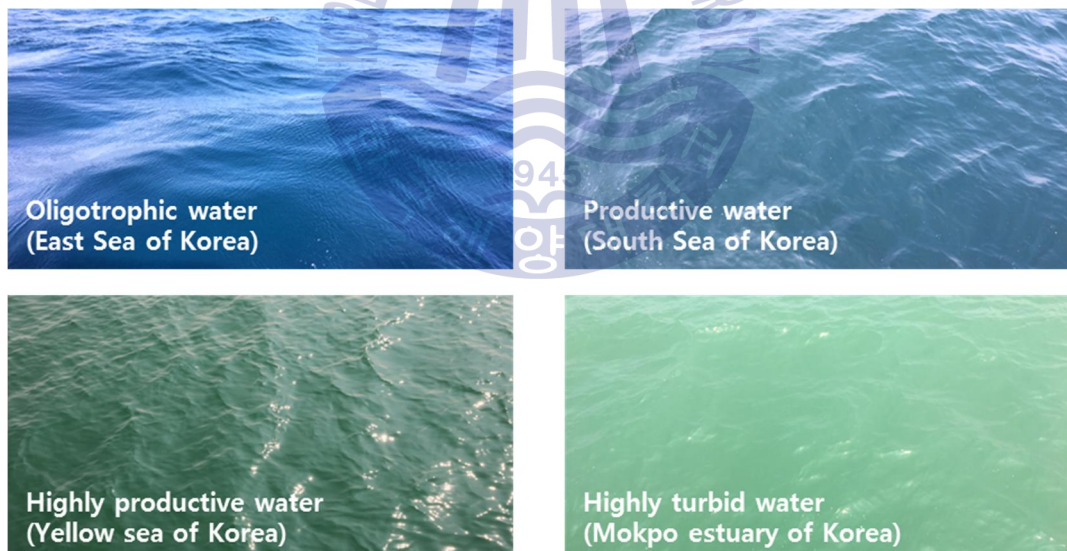 1945
양
Oligotrophic water
(East Sea of Korea)
Productive water
(South Sea of Korea)
Highly productive water
(Yellow sea of Korea)
Highly turbid water
(Mokpo estuary of Korea)